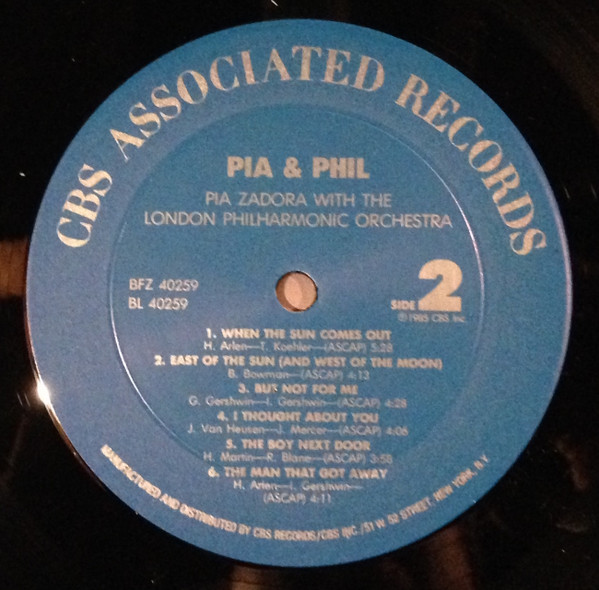 CBS ASSOCIATED RECORDS
PIA & PHIL
PIA ZADORA WITH THE
LONDON PHILHARMONIC ORCHESTRA
BFZ 40259
BL 40259
SIDE 2
℗1985 CBS Inc.
1. WHEN THE SUN COMES OUT
H. Arlen—T. Koehler—(ASCAP) 5:28
2. EAST OF THE SUN (AND WEST OF THE MOON)
B. Bowman—(ASCAP) 4:13
3. BUT NOT FOR ME
G. Gershwin—I. Gershwin—(ASCAP) 4:28
4. I THOUGHT ABOUT YOU
J. Van Heusen—J. Mercer—(ASCAP) 4:06
5. THE BOY NEXT DOOR
H. Martin—R. Blane—(ASCAP) 3:58
6. THE MAN THAT GOT AWAY
H. Arlen—I. Gershwin—
(ASCAP) 4:11
MANUFACTURED AND DISTRIBUTED BY CBS RECORDS/CBS INC./51 W. 52 STREET, NEW YORK, N.Y.